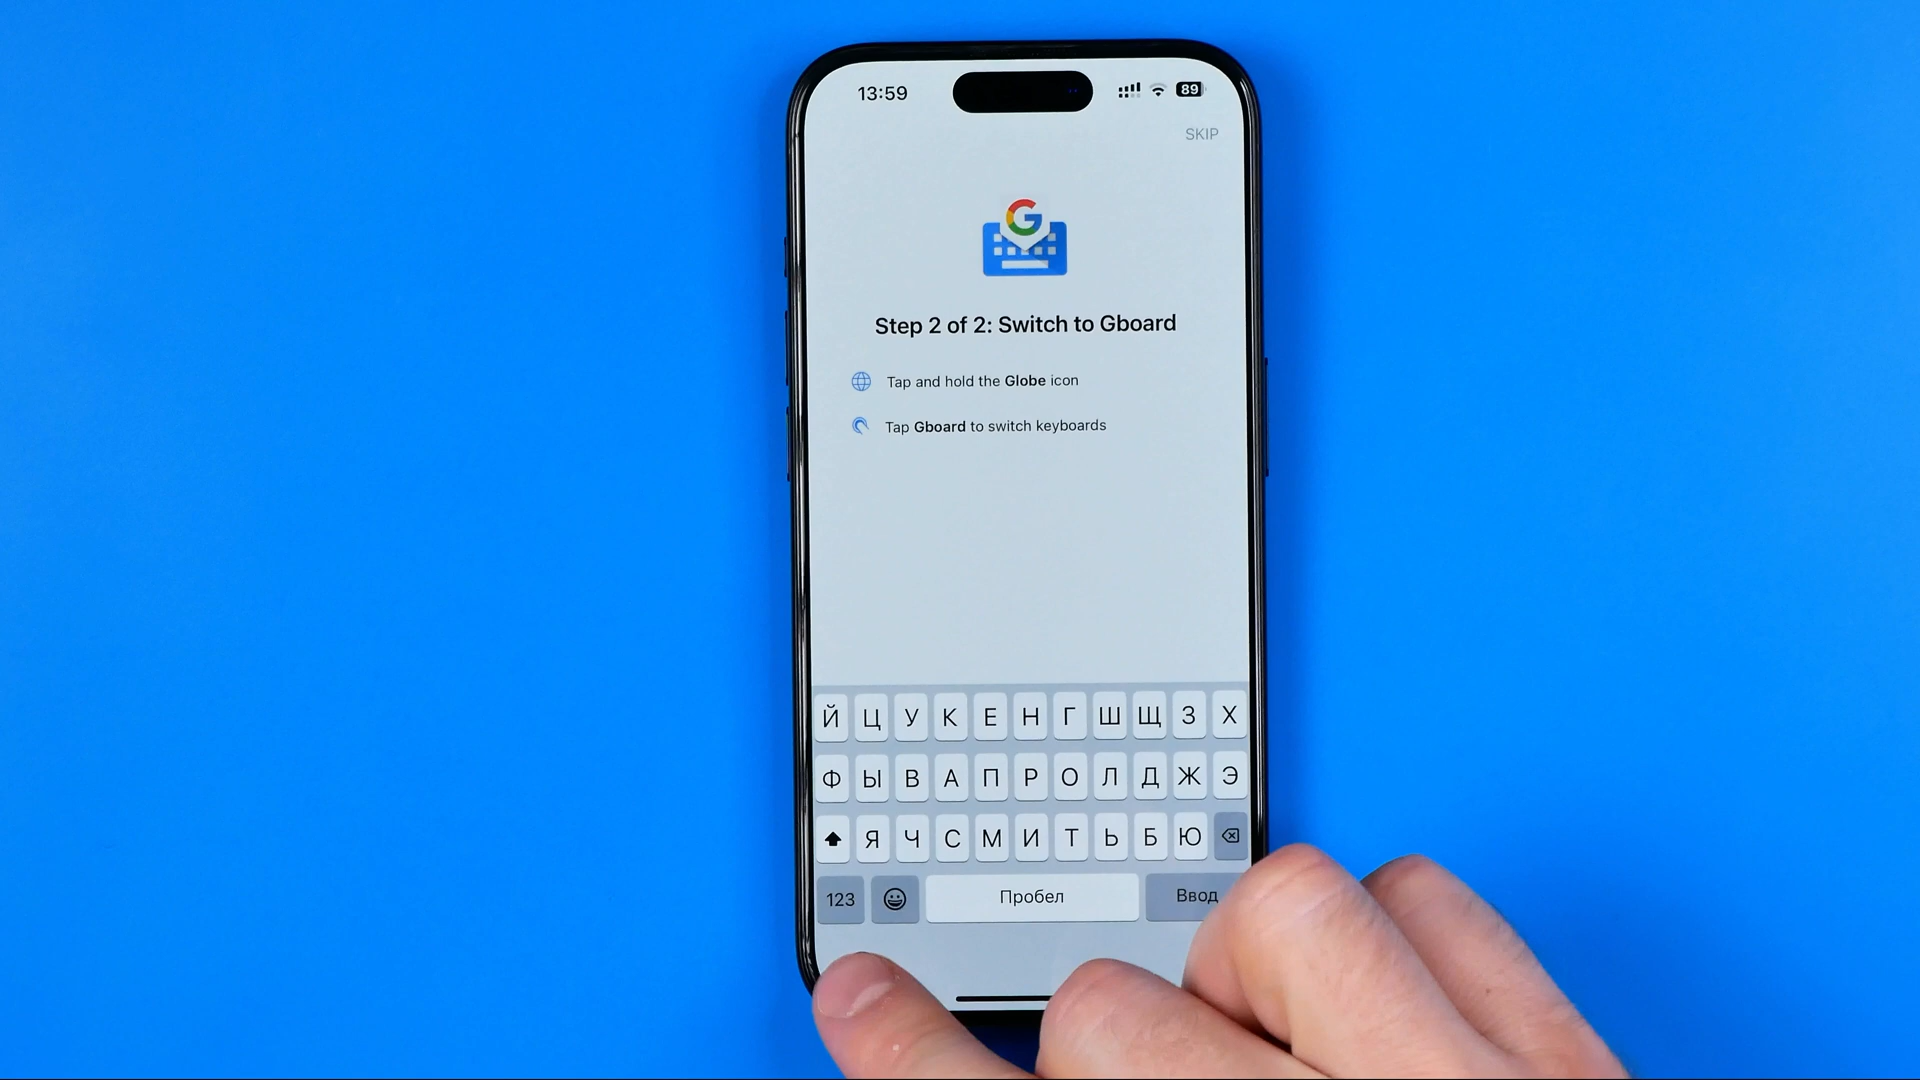 13:59
89
SKIP
G
Step 2 of 2: Switch to Gboard
Tap and hold the Globe icon
Tap Gboard to switch keyboards
Й Ц У К Е Н Г Ш Щ З Х
Ф Ы В А П Р О Л Д Ж Э
Я Ч С М И Т Ь Б Ю
123 Пробел Ввод